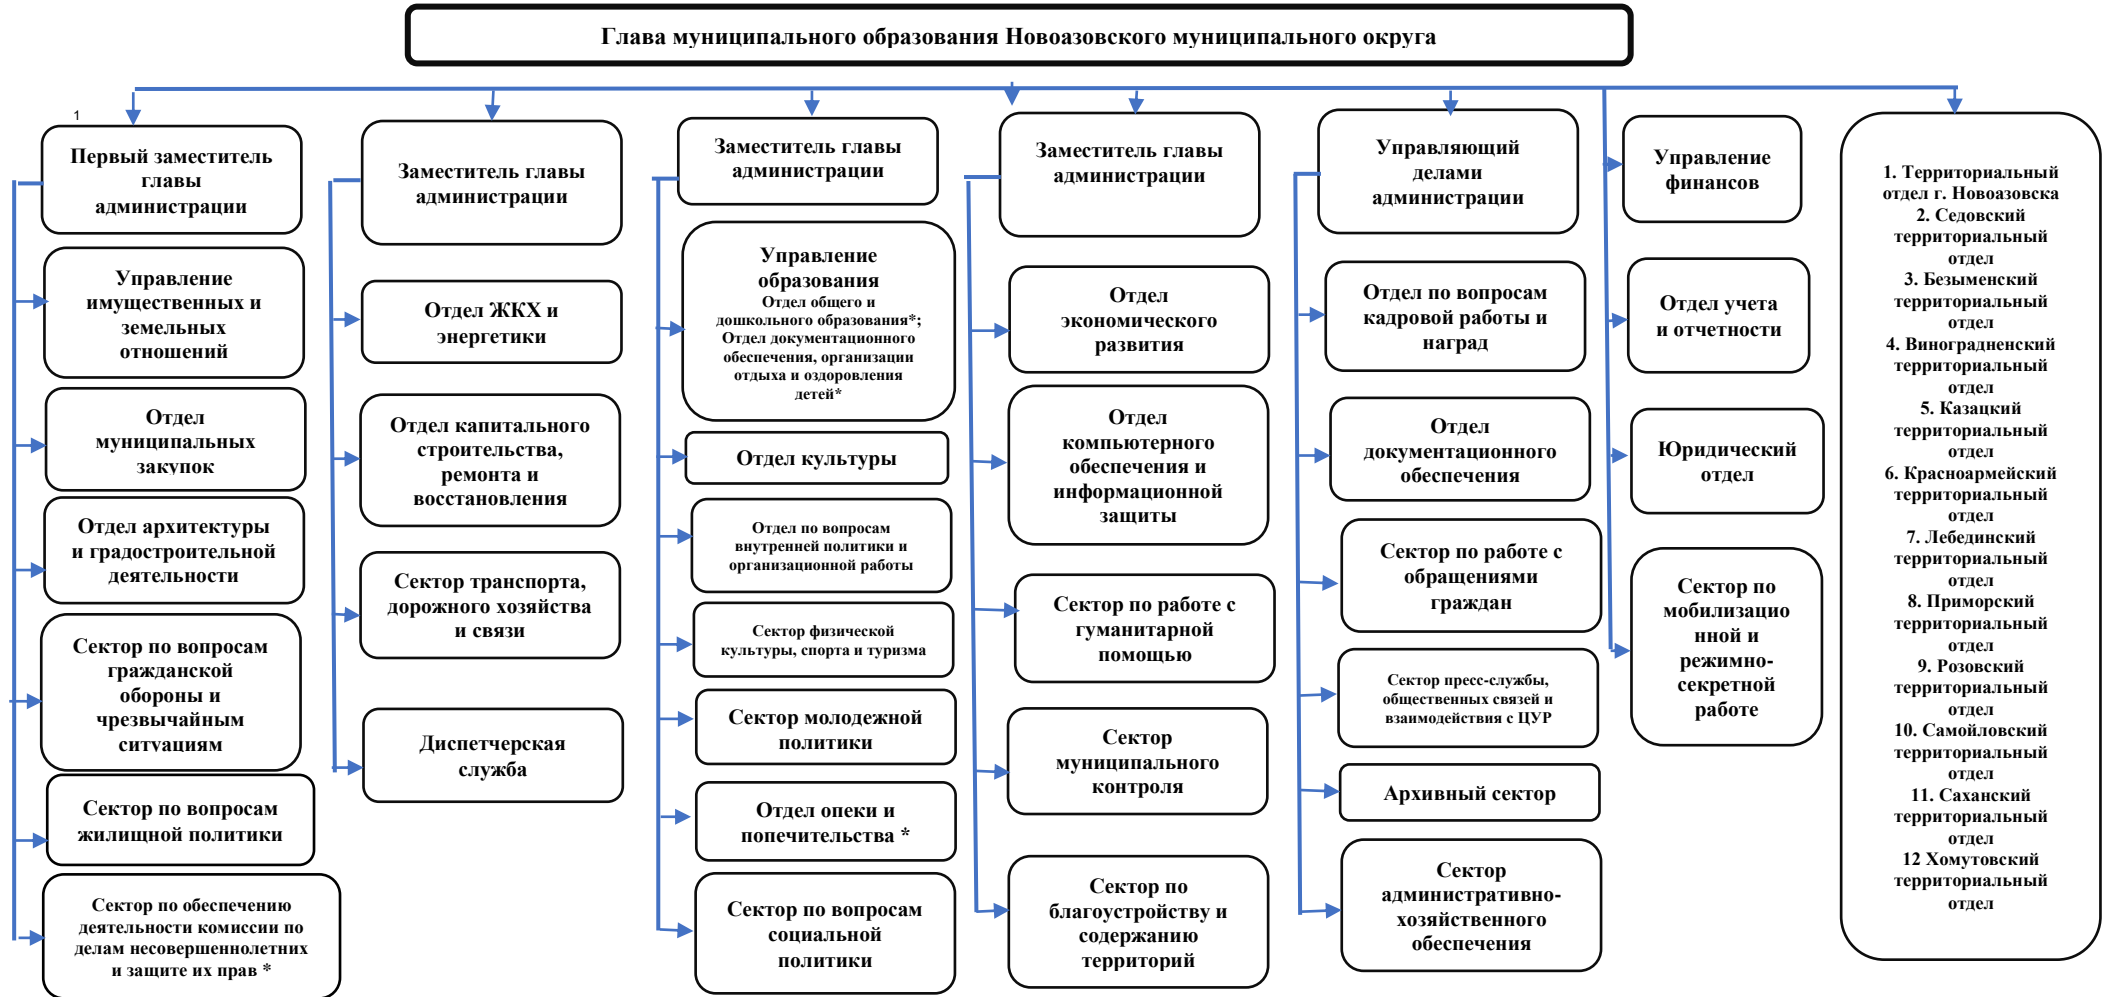 Глава муниципального образования Новоазовского муниципального округа
1
Первый заместитель
главы
администрации
Управление
имущественных и
земельных
отношений
Отдел
муниципальных
закупок
Отдел архитектуры
и градостроительной
деятельности
Сектор по вопросам
гражданской
обороны и
чрезвычайным
ситуациям
Сектор по вопросам
жилищной политики
Сектор по обеспечению
деятельности комиссии по
делам несовершеннолетних
и защите их прав *
Заместитель главы
администрации
Отдел ЖКХ и
энергетики
Отдел капитального
строительства,
ремонта и
восстановления
Сектор транспорта,
дорожного хозяйства
и связи
Диспетчерская
служба
Заместитель главы
администрации
Управление
образования
Отдел общего и
дошкольного образования*;
Отдел документационного
обеспечения, организации
отдыха и оздоровления
детей*
Отдел культуры
Отдел по вопросам
внутренней политики и
организационной работы
Сектор физической
культуры, спорта и туризма
Сектор молодежной
политики
Отдел опеки и
попечительства *
Сектор по вопросам
социальной
политики
Заместитель главы
администрации
Отдел
экономического
развития
Отдел
компьютерного
обеспечения и
информационной
защиты
Сектор по работе с
гуманитарной
помощью
Сектор
муниципального
контроля
Сектор по
благоустройству и
содержанию
территорий
Управляющий
делами
администрации
Отдел по вопросам
кадровой работы и
наград
Отдел
документационного
обеспечения
Сектор по работе с
обращениями
граждан
Сектор пресс-службы,
общественных связей и
взаимодействия с ЦУР
Архивный сектор
Сектор
административно-
хозяйственного
обеспечения
Управление
финансов
Отдел учета
и отчетности
Юридический
отдел
Сектор по
мобилизацио
нной и
режимно-
секретной
работе
1. Территориальный
отдел г. Новоазовска
2. Седовский
территориальный
отдел
3. Безыменский
территориальный
отдел
4. Виноградненский
территориальный
отдел
5. Казацкий
территориальный
отдел
6. Красноармейский
территориальный
отдел
7. Лебединский
территориальный
отдел
8. Приморский
территориальный
отдел
9. Розовский
территориальный
отдел
10. Самойловский
территориальный
отдел
11. Саханский
территориальный
отдел
12 Хомутовский
территориальный
отдел